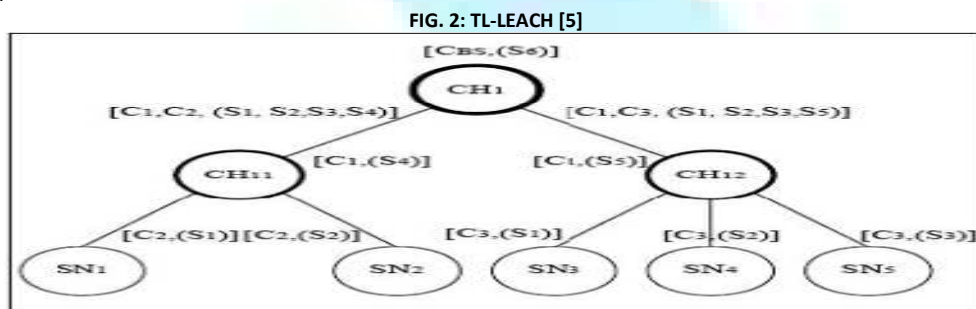 FIG. 2: TL-LEACH [5]
[CBS,(S6)]
CH1
[C1,C2, (S1, S2,S3,S4)]
[C1,C3, (S1, S2,S3,S5)]
CH11
[C1,(S4)]
[C1,(S5)]
CH12
[C2,(S1)]
[C2,(S2)]
[C3,(S1)]
[C3,(S2)]
[C3,(S3)]
SN1
SN2
SN3
SN4
SN5